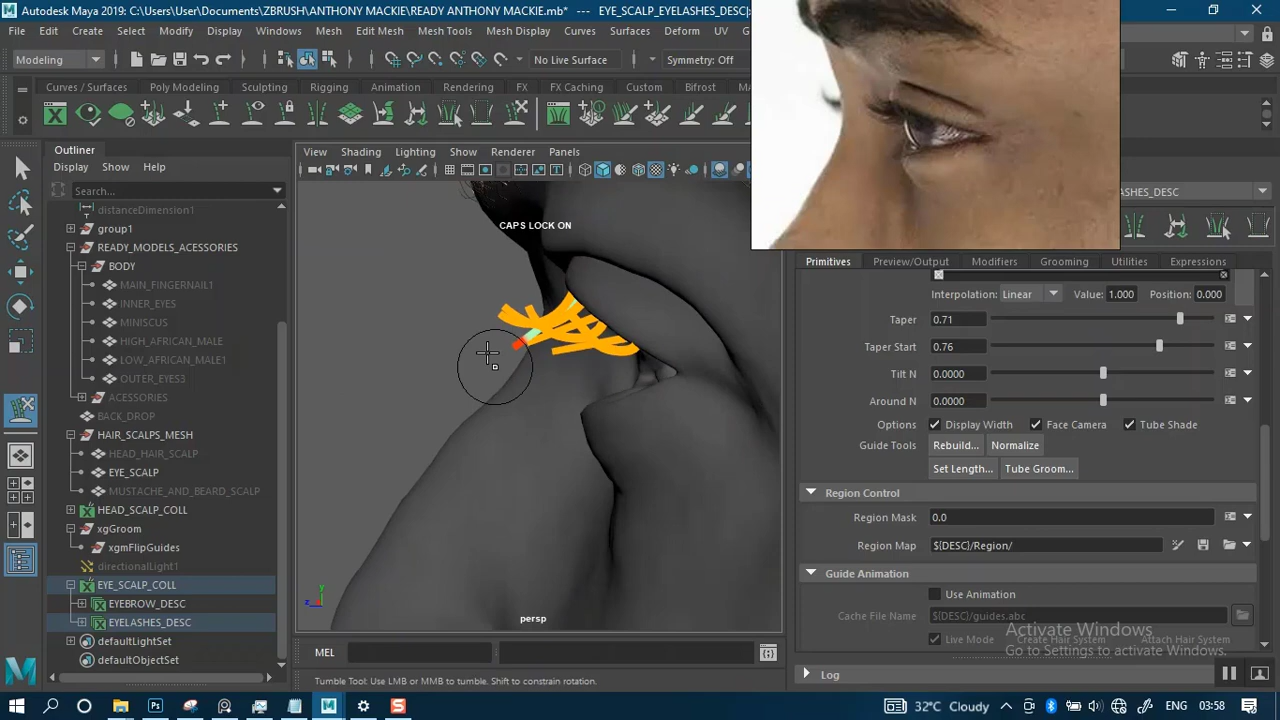 Autodesk Maya 2019: C:\Users\User\Documents\ZBRUSH\ANTHONY MACKIE\READY ANTHONY MACKIE.mb* --- EYE_SCALP_EYELASHES_DESC
File Edit Create Select Modify Display Windows Mesh Edit Mesh Mesh Tools Mesh Display Curves Surfaces Deform UV
Modeling No Live Surface Symmetry: Off
Curves / Surfaces Poly Modeling Sculpting Rigging Animation Rendering FX FX Caching Custom Bifrost
Outliner
Display Show Help
Search...
distanceDimension1
group1
READY_MODELS_ACESSORIES
BODY
MAIN_FINGERNAIL1
INNER_EYES
MINISCUS
HIGH_AFRICAN_MALE
LOW_AFRICAN_MALE1
OUTER_EYES3
ACESSORIES
BACK_DROP
HAIR_SCALPS_MESH
HEAD_HAIR_SCALP
EYE_SCALP
MUSTACHE_AND_BEARD_SCALP
HEAD_SCALP_COLL
xgGroom
xgmFlipGuides
directionalLight1
EYE_SCALP_COLL
EYEBROW_DESC
EYELASHES_DESC
defaultLightSet
defaultObjectSet
View Shading Lighting Show Renderer Panels
CAPS LOCK ON
persp
MEL
Tumble Tool: Use LMB or MMB to tumble. Shift to constrain rotation.
LASHES_DESC
Primitives Preview/Output Modifiers Grooming Utilities Expressions
Interpolation: Linear Value: 1.000 Position: 0.000
Taper 0.71
Taper Start 0.76
Tilt N 0.0000
Around N 0.0000
Options Display Width Face Camera Tube Shade
Guide Tools Rebuild... Normalize
Set Length... Tube Groom...
Region Control
Region Mask 0.0
Region Map ${DESC}/Region/
Guide Animation
Use Animation
Cache File Name ${DESC}/guides.abc
Live Mode Create Hair System Attach Hair System
Activate Windows
Go to Settings to activate Windows.
Log
32°C Cloudy ENG 03:58